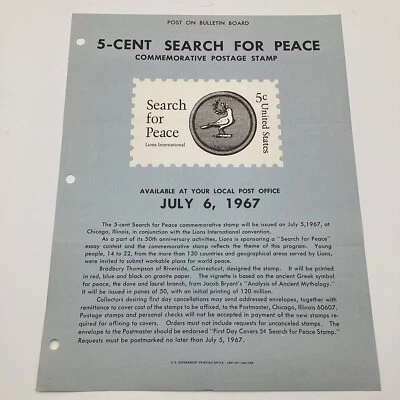 POST ON BULLETIN BOARD
5-CENT SEARCH FOR PEACE
COMMEMORATIVE POSTAGE STAMP
Search
for
Peace
Lions International
5c
United States
AVAILABLE AT YOUR LOCAL POST OFFICE
JULY 6, 1967
The 5-cent Search for Peace commemorative stamp will be issued on July 5,1967, at
Chicago, Illinois, in conjunction with the Lions International convention.
As a part of its 50th anniversary activities, Lions is sponsoring a "Search for Peace"
essay contest and the commemorative stamp reflects the theme of this program. Young
people, 14 to 22, from the more than 130 countries and geographical areas served by Lions,
were invited to submit workable plans for world peace.
Bradbury Thompson of Riverside, Connecticut, designed the stamp. It will be printed
in red, blue and black on granite paper. The vignette is based on the ancient Greek symbol
for peace, the dove and laurel branch, from Jacob Bryant's "Analysis of Ancient Mythology."
It will be issued in panes of 50, with an initial printing of 120 million.
Collectors desiring first day cancellations may send addressed envelopes, together with
remittance to cover cost of the stamps to be affixed, to the Postmaster, Chicago, Illinois 60607.
Postage stamps and personal checks will not be accepted in payment of the new stamps re-
quired for affixing to covers. Orders must not include requests for uncanceled stamps. The
envelope to the Postmaster should be endorsed "First Day Covers 5¢ Search for Peace Stamp."
Requests must be postmarked no later than July 5, 1967.
U.S. GOVERNMENT PRINTING OFFICE : 1967